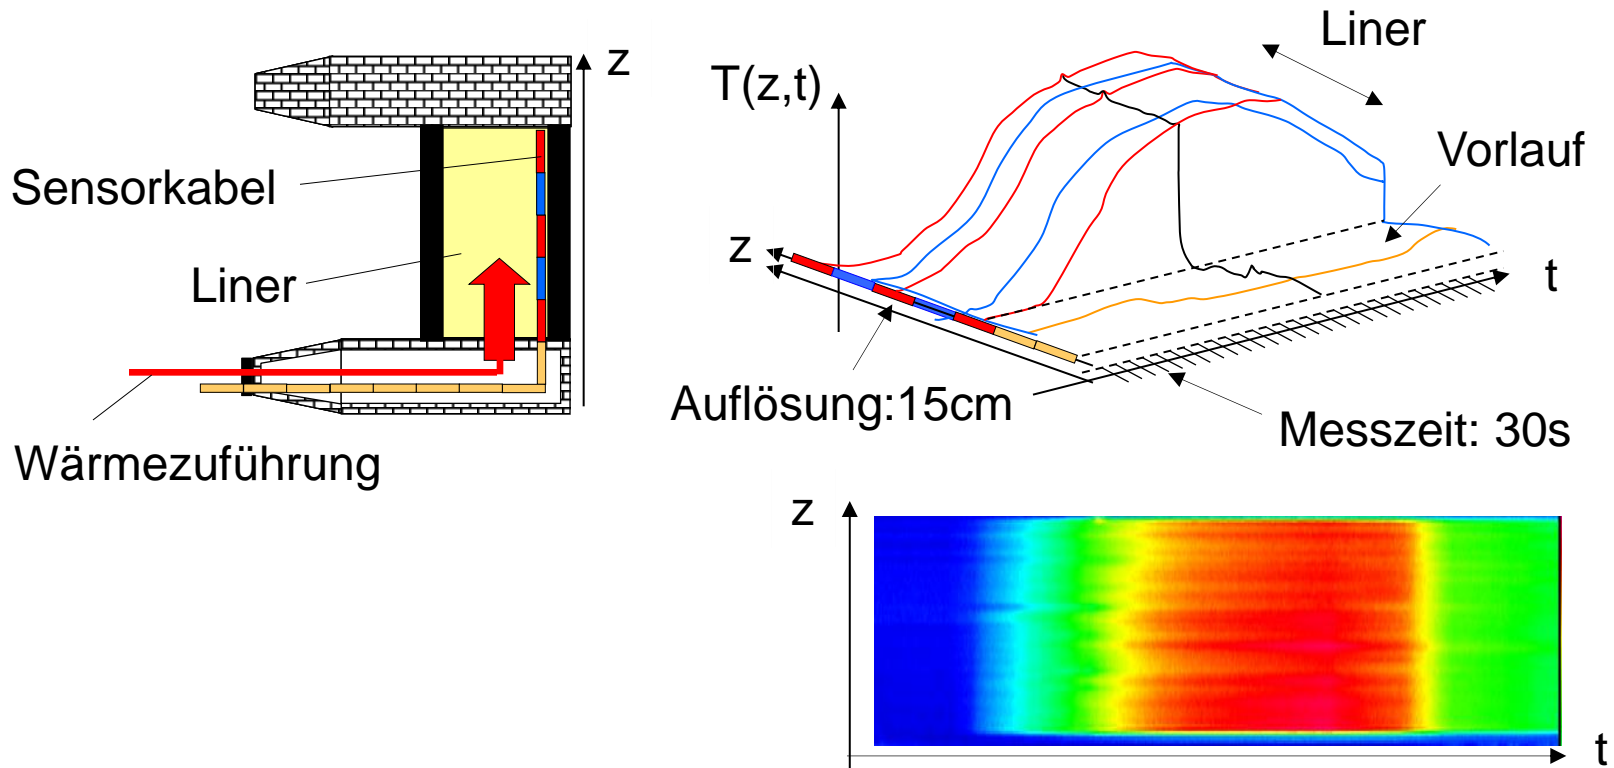 z
Sensorkabel
Liner
Wärmezuführung
Liner
T(z,t)
Vorlauf
z
t
Auflösung:15cm
Messzeit: 30s
z
t